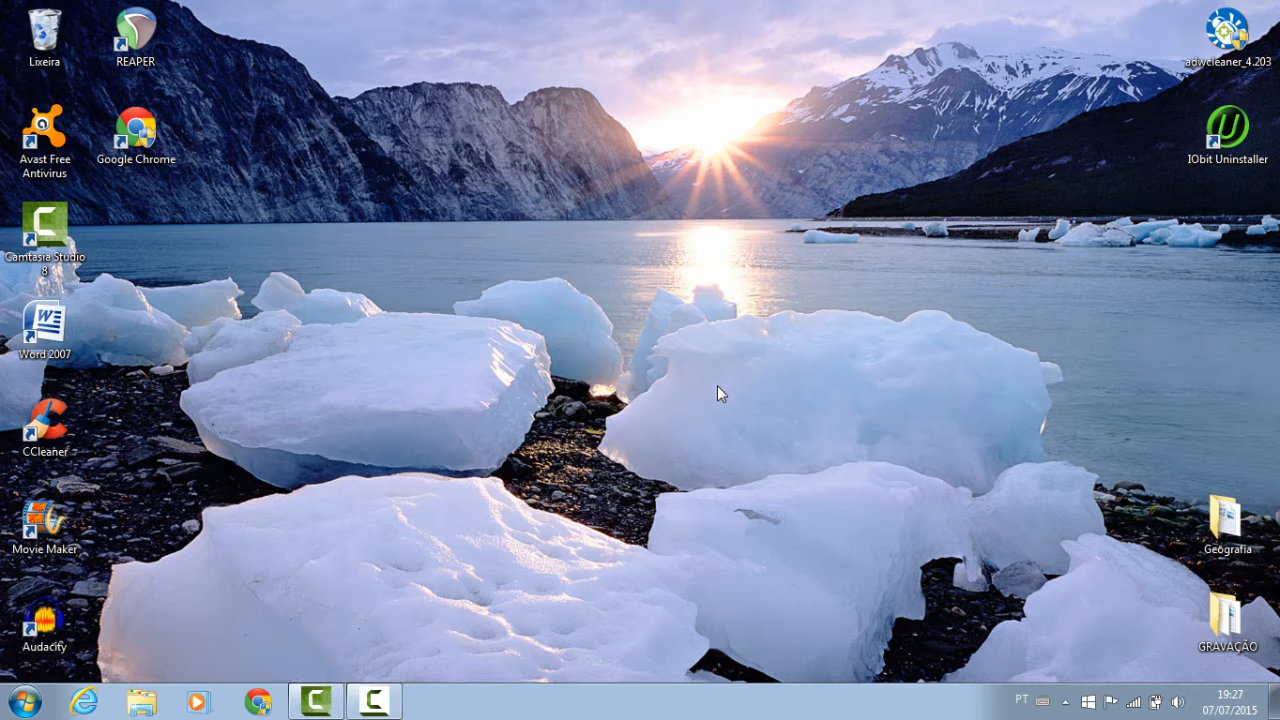 Lixeira
REAPER
adwcleaner_4.203
Avast Free
Antivirus
Google Chrome
IObit Uninstaller
Camtasia Studio
8
Word 2007
CCleaner
Movie Maker
Geografia
Audacity
GRAVAÇÃO
PT
19:27
07/07/2015